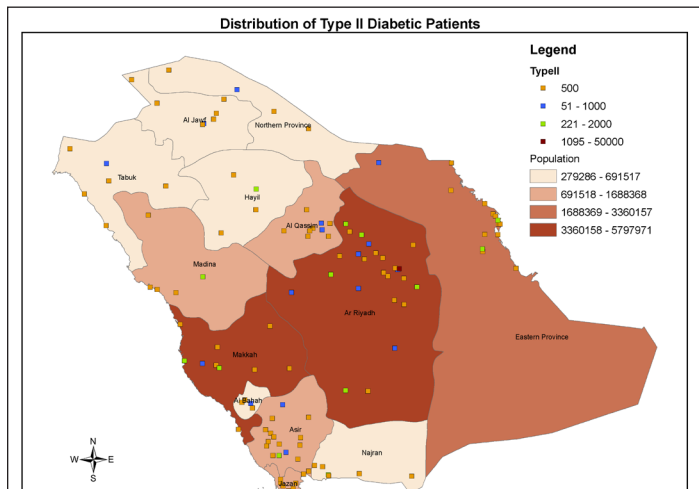 Distribution of Type II Diabetic Patients
Legend
TypeII
500
51 - 1000
221 - 2000
1095 - 50000
Population
279286 - 691517
691518 - 1688368
1688369 - 3360157
3360158 - 5797971
Al Jawf
Northern Province
Tabuk
Hayil
Al Qassim
Madina
Ar Riyadh
Eastern Province
Makkah
Al Bahah
Asir
Najran
Jazan
N
W E
S